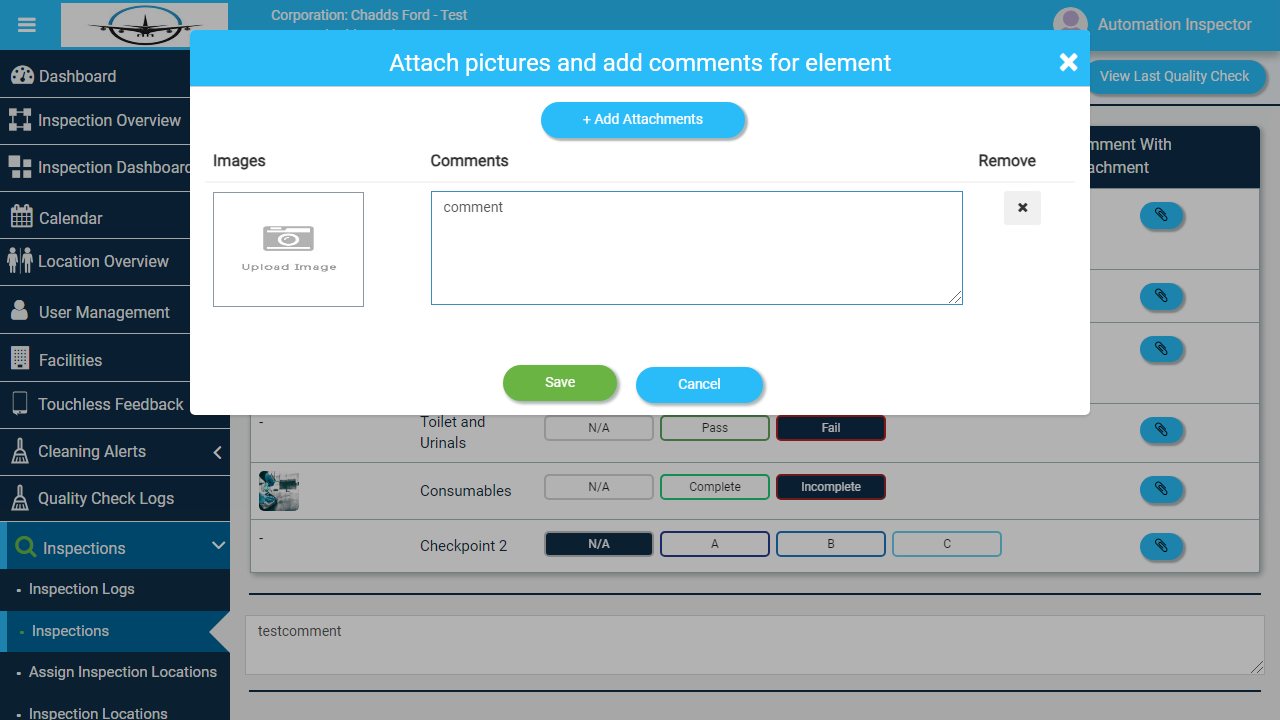 Corporation: Chadds Ford - Test
Automation Inspector
Attach pictures and add comments for element
View Last Quality Check
+ Add Attachments
Images
Comments
Remove
comment
Upload Image
Save
Cancel
Dashboard
Inspection Overview
Inspection Dashboard
Calendar
Location Overview
User Management
Facilities
Touchless Feedback
Cleaning Alerts
Quality Check Logs
Inspections
- Inspection Logs
- Inspections
- Assign Inspection Locations
- Inspection Locations
mment With
achment
-
Toilet and
Urinals
N/A
Pass
Fail
Consumables
N/A
Complete
Incomplete
-
Checkpoint 2
N/A
A
B
C
testcomment